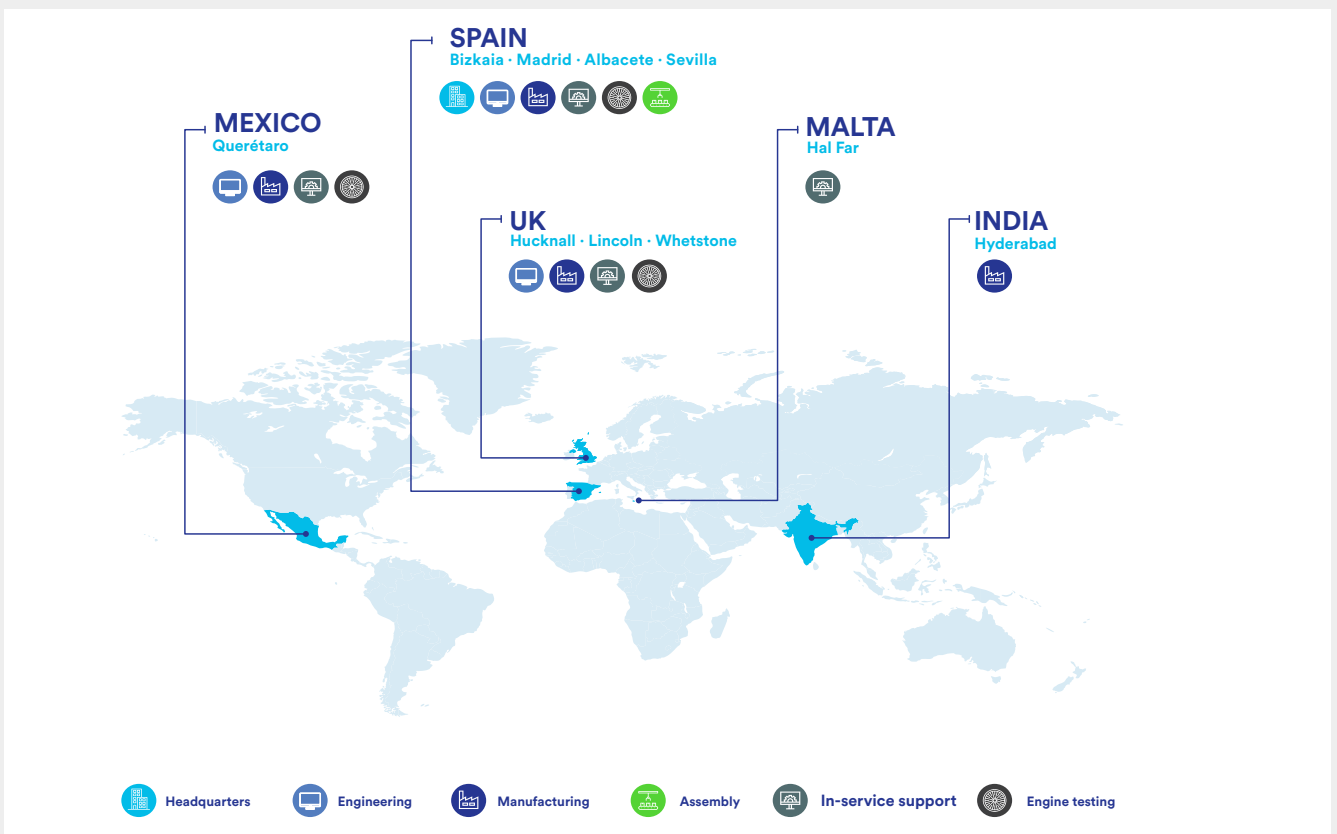 SPAIN
Bizkaia · Madrid · Albacete · Sevilla
MEXICO
Querétaro
MALTA
Hal Far
UK
Hucknall · Lincoln · Whetstone
INDIA
Hyderabad
Headquarters
Engineering
Manufacturing
Assembly
In-service support
Engine testing